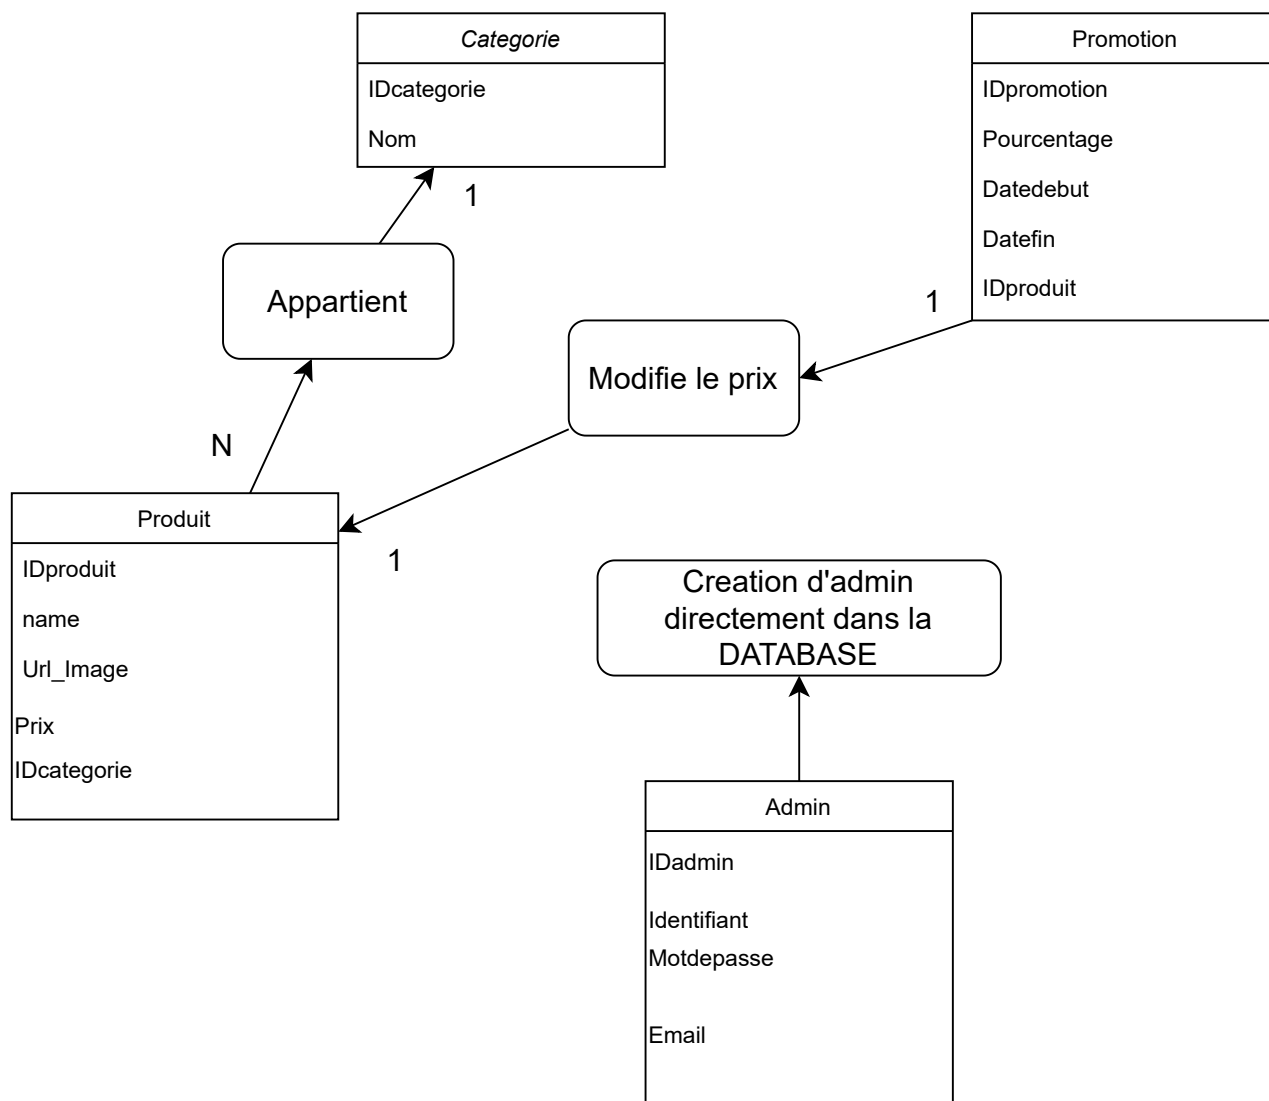 Categorie
IDcategorie
Nom
1
Promotion
IDpromotion
Pourcentage
Datedebut
Datefin
IDproduit
1
Appartient
Modifie le prix
N
1
Produit
IDproduit
name
Url_Image
Prix
IDcategorie
Creation d'admin
directement dans la
DATABASE
Admin
IDadmin
Identifiant
Motdepasse
Email